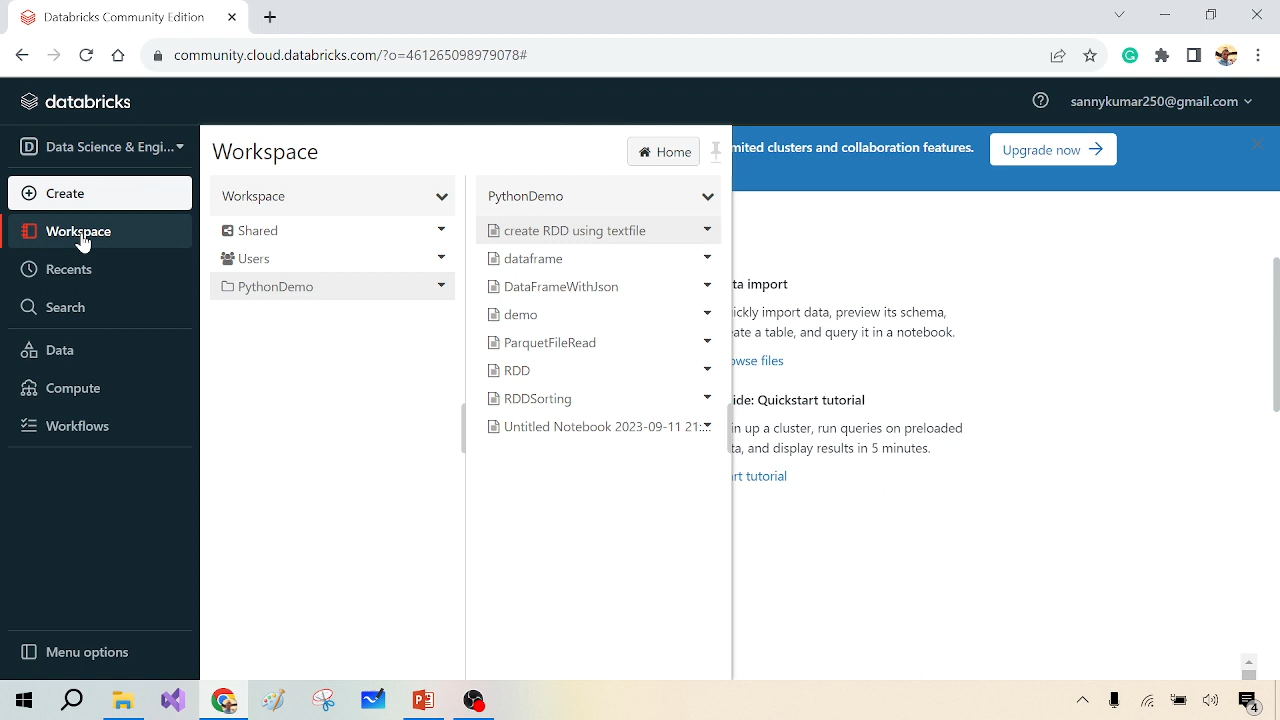 Databricks Community Edition
community.cloud.databricks.com/?o=461265098979078#
databricks
sannykumar250@gmail.com
Data Science & Engi...
Create
Workspace
Recents
Search
Data
Compute
Workflows
Menu options
Workspace
Home
Workspace
Shared
Users
PythonDemo
PythonDemo
create RDD using textfile
dataframe
DataFrameWithJson
demo
ParquetFileRead
RDD
RDDSorting
Untitled Notebook 2023-09-11 21:...
mited clusters and collaboration features.
Upgrade now
ta import
ickly import data, preview its schema,
eate a table, and query it in a notebook.
owse files
ide: Quickstart tutorial
in up a cluster, run queries on preloaded
ta, and display results in 5 minutes.
rt tutorial
4